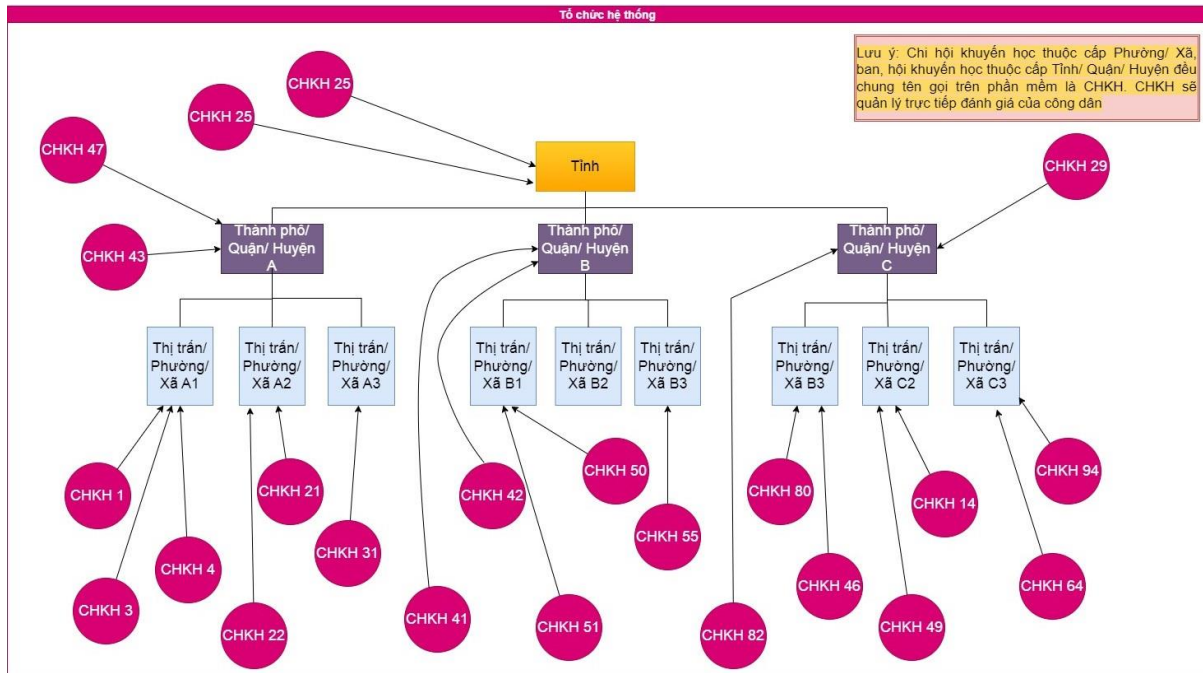 Tổ chức hệ thống
Lưu ý: Chi hội khuyến học thuộc cấp Phường/ Xã,
ban, hội khuyến học thuộc cấp Tỉnh/ Quận/ Huyện đều
chung tên gọi trên phần mềm là CHKH. CHKH sẽ
quản lý trực tiếp đánh giá của công dân
CHKH 25
CHKH 25
CHKH 47
Tỉnh
CHKH 29
CHKH 43
Thành phố/
Quận/ Huyện
A
Thành phố/
Quận/ Huyện
B
Thành phố/
Quận/ Huyện
C
Thị trấn/
Phường/
Xã A1
Thị trấn/
Phường/
Xã A2
Thị trấn/
Phường/
Xã A3
Thị trấn/
Phường/
Xã B1
Thị trấn/
Phường/
Xã B2
Thị trấn/
Phường/
Xã B3
Thị trấn/
Phường/
Xã B3
Thị trấn/
Phường/
Xã C2
Thị trấn/
Phường/
Xã C3
CHKH 1
CHKH 21
CHKH 42
CHKH 50
CHKH 80
CHKH 14
CHKH 94
CHKH 3
CHKH 4
CHKH 31
CHKH 55
CHKH 46
CHKH 64
CHKH 22
CHKH 41
CHKH 51
CHKH 82
CHKH 49